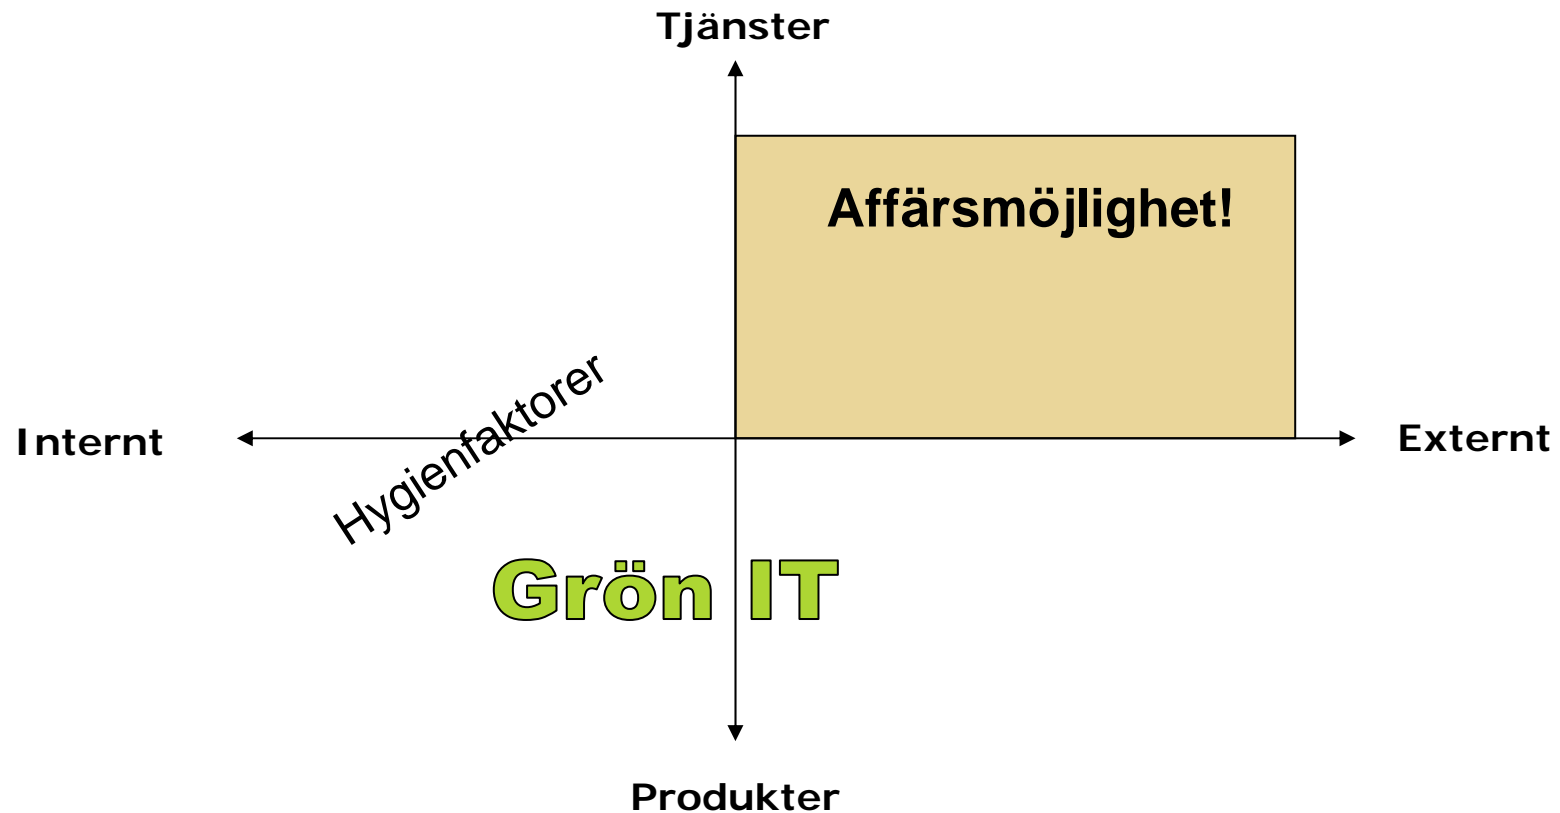 Tjänster
Affärsmöjlighet!
Hygienfaktorer
Internt
Externt
Grön IT
Produkter